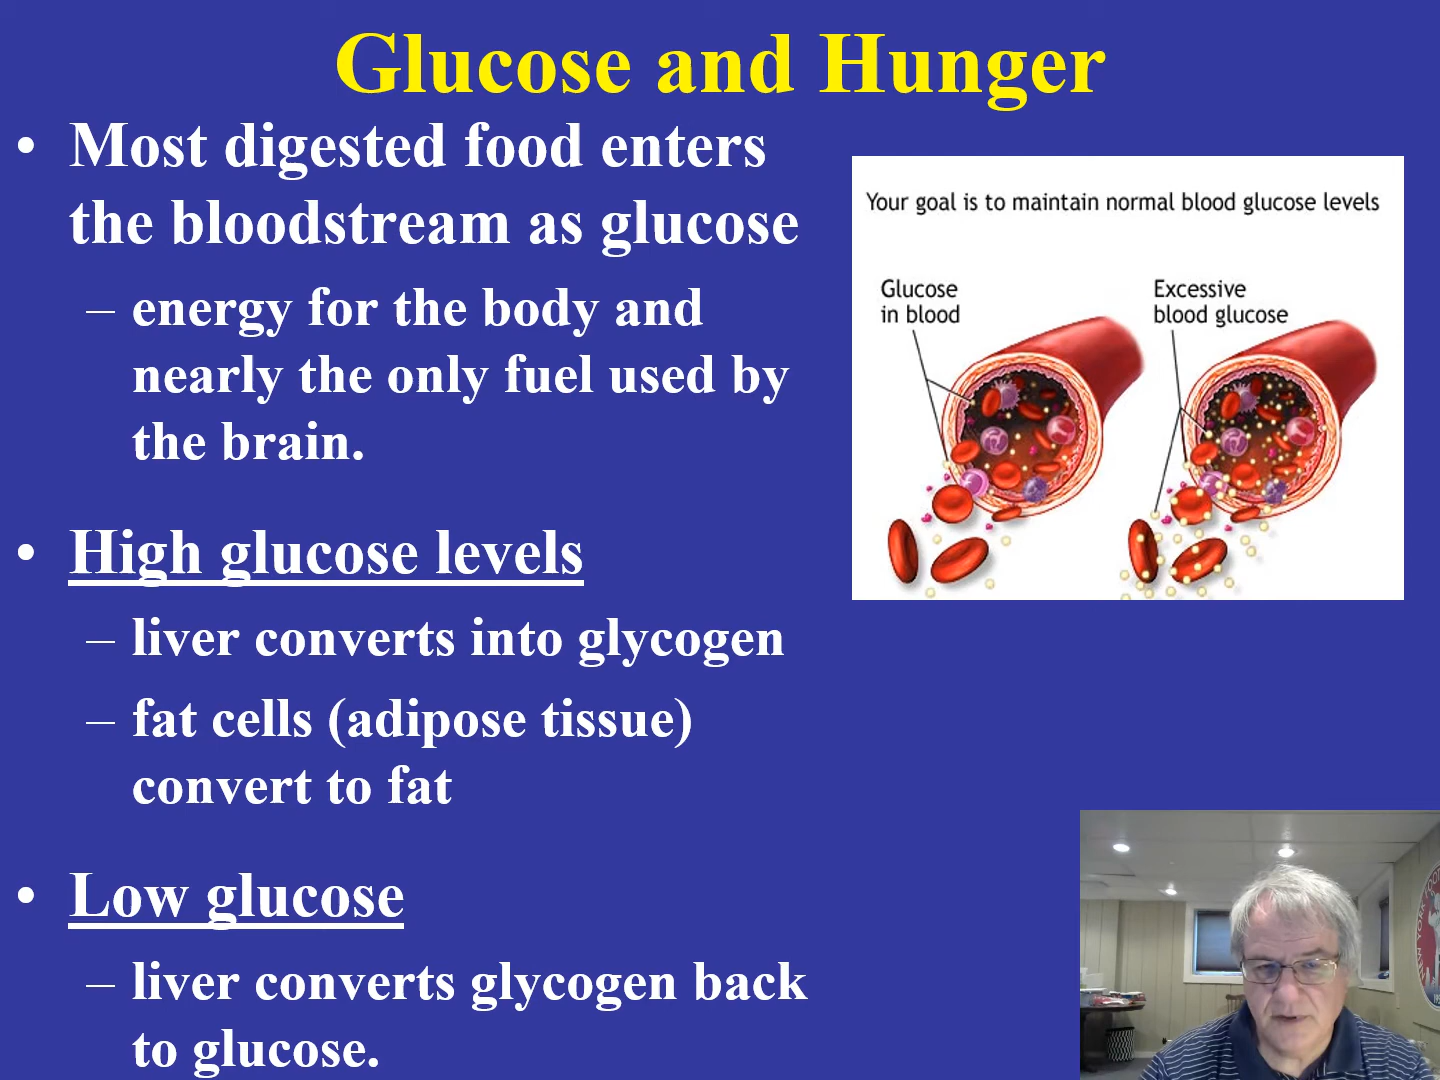 Glucose and Hunger
• Most digested food enters
the bloodstream as glucose
– energy for the body and
nearly the only fuel used by
the brain.
• High glucose levels
– liver converts into glycogen
– fat cells (adipose tissue)
convert to fat
• Low glucose
– liver converts glycogen back
to glucose.
Your goal is to maintain normal blood glucose levels
Glucose
in blood
Excessive
blood glucose